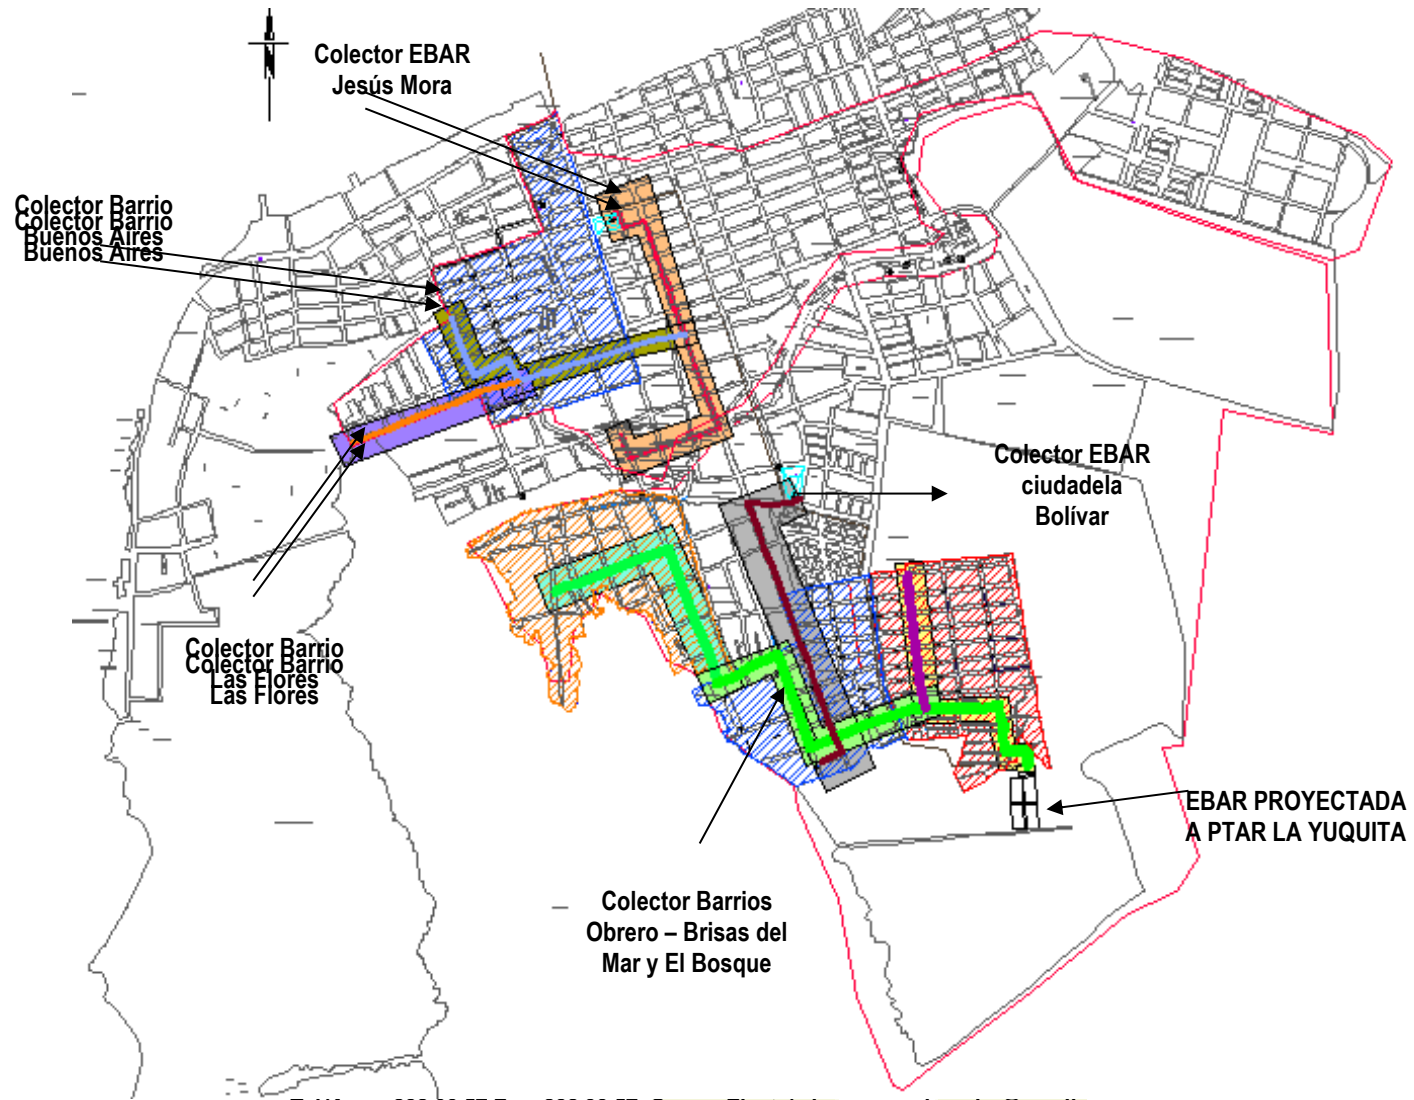 Colector EBAR
Jesús Mora
Colector Barrio
Colector Barrio
Buenos Aires
Buenos Aires
Colector EBAR
ciudadela
Bolívar
Colector Barrio
Colector Barrio
Las Flores
Las Flores
EBAR PROYECTADA
A PTAR LA YUQUITA
Colector Barrios
Obrero – Brisas del
Mar y El Bosque